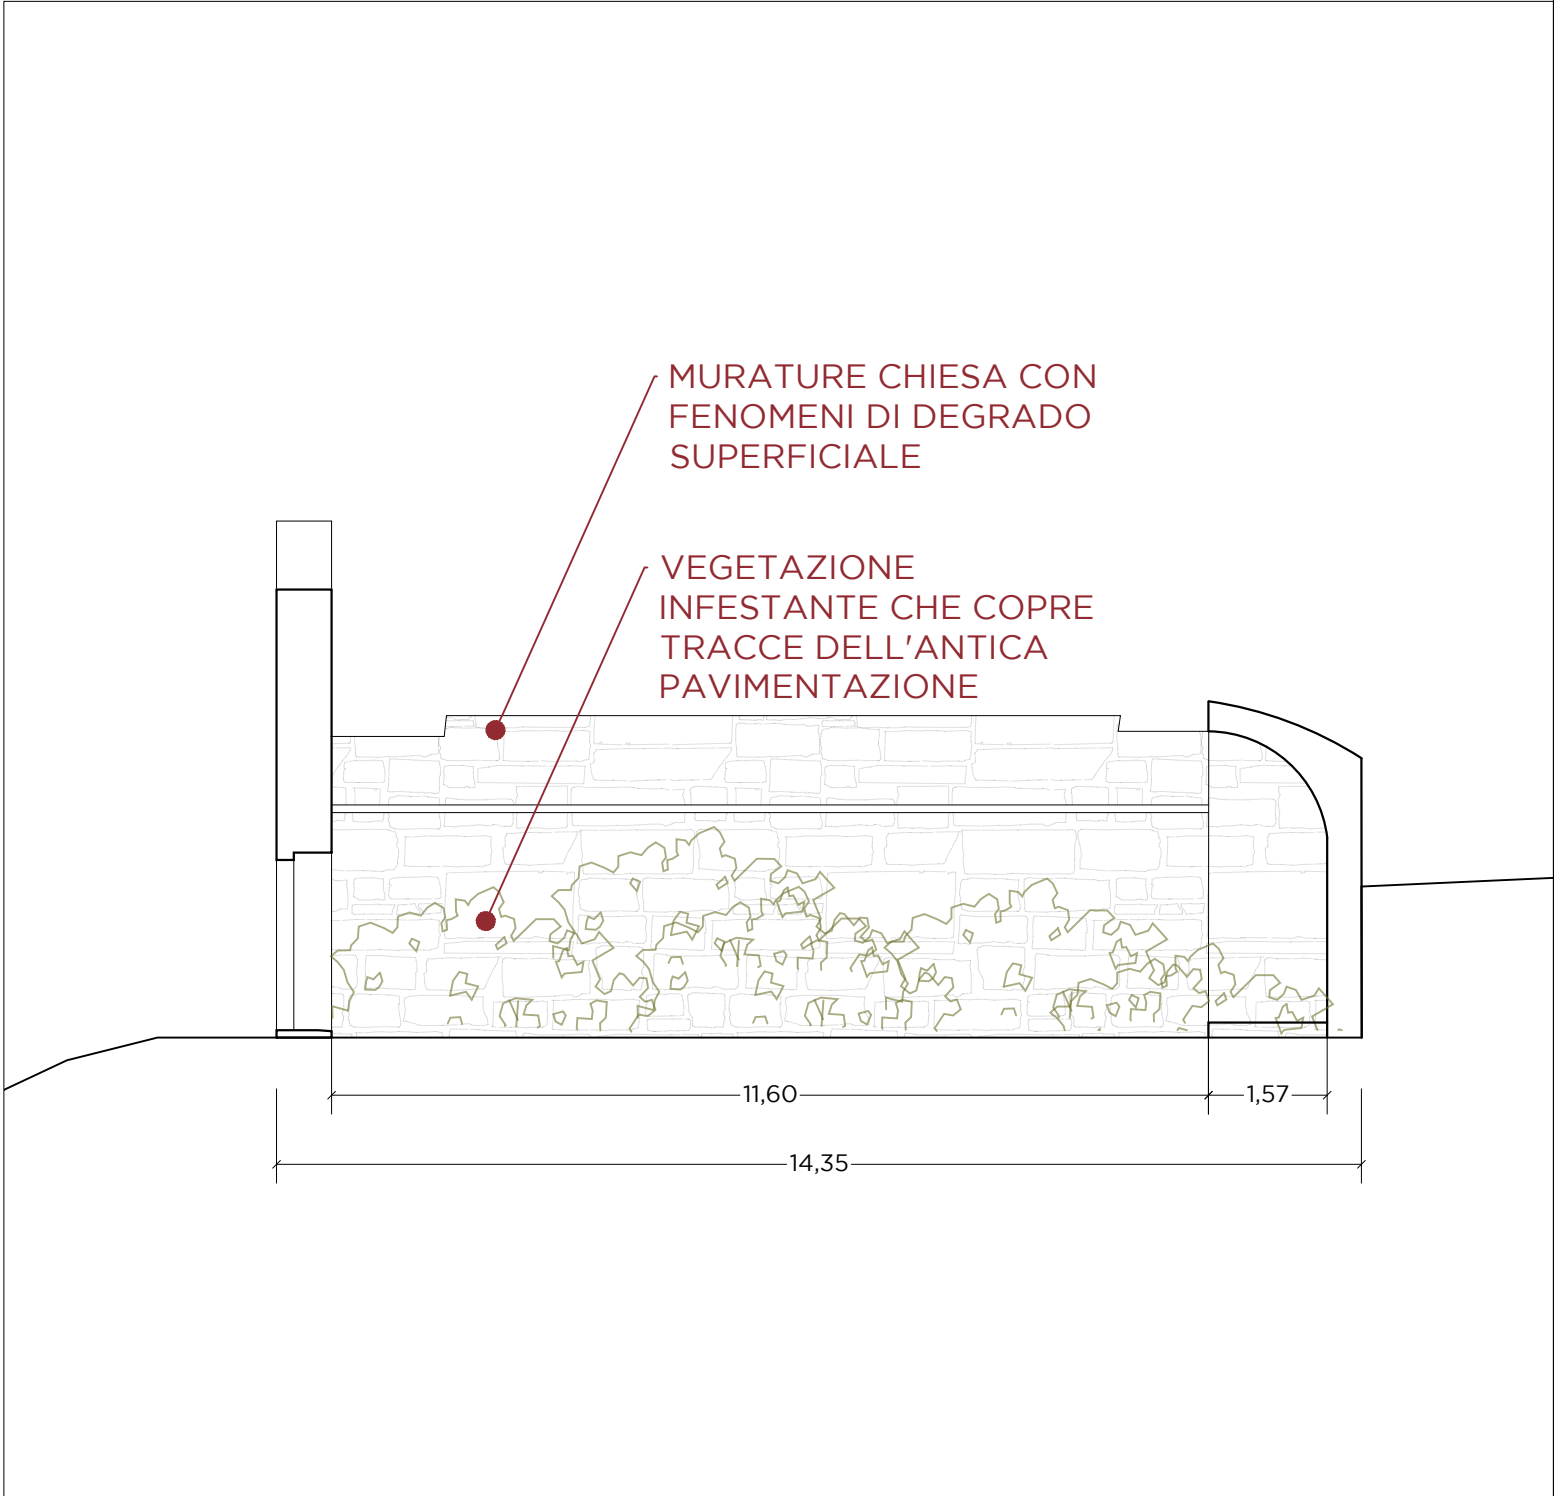 MURATURE CHIESA CON
FENOMENI DI DEGRADO
SUPERFICIALE
VEGETAZIONE
INFESTANTE CHE COPRE
TRACCE DELL'ANTICA
PAVIMENTAZIONE
11,60
1,57
14,35